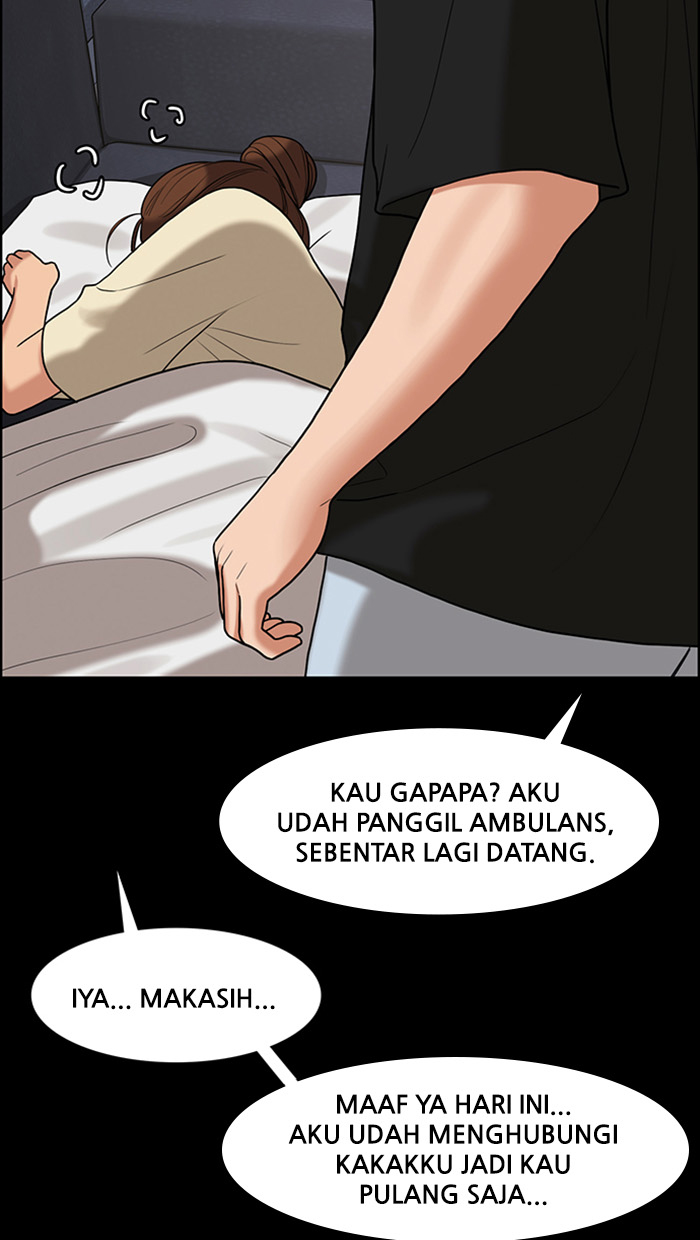 KAU GAPAPA? AKU
UDAH PANGGIL AMBULANS,
SEBENTAR LAGI DATANG.
IYA... MAKASIH...
MAAF YA HARI INI...
AKU UDAH MENGHUBUNGI
KAKAKKU JADI KAU
PULANG SAJA...